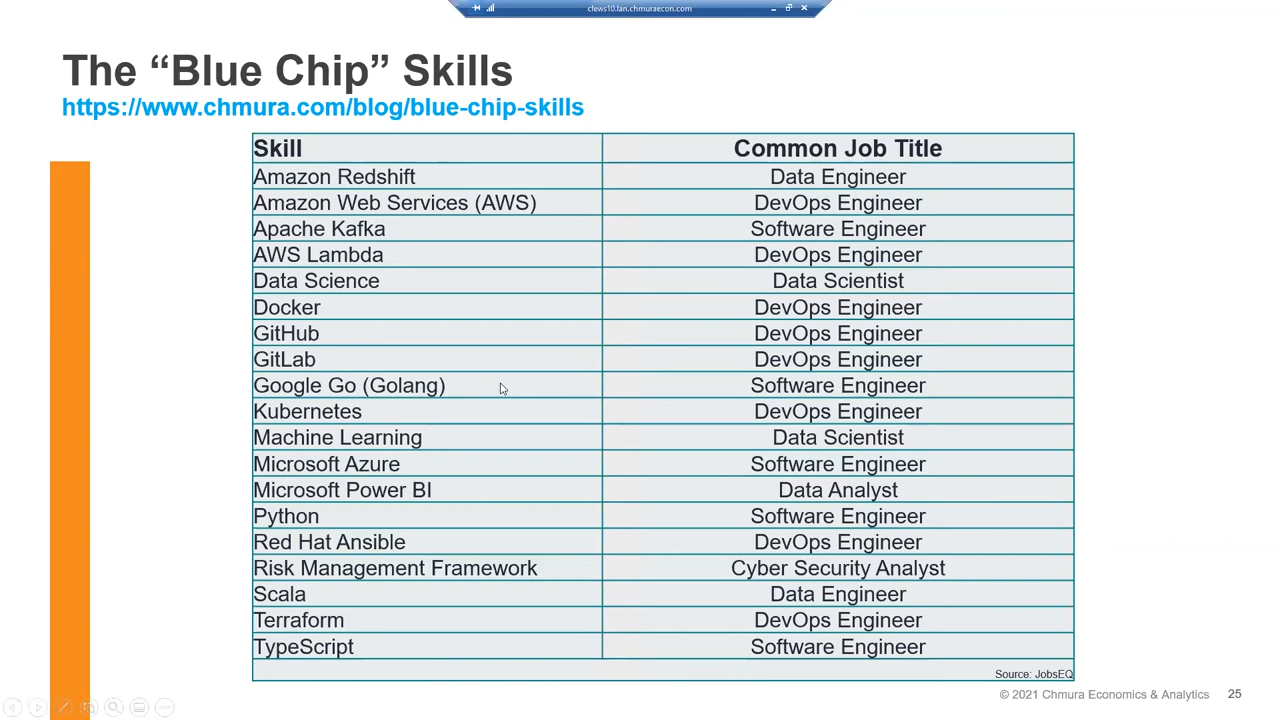 clews10.lan.chmuraecon.com
The “Blue Chip” Skills
https://www.chmura.com/blog/blue-chip-skills
Skill Common Job Title
Amazon Redshift Data Engineer
Amazon Web Services (AWS) DevOps Engineer
Apache Kafka Software Engineer
AWS Lambda DevOps Engineer
Data Science Data Scientist
Docker DevOps Engineer
GitHub DevOps Engineer
GitLab DevOps Engineer
Google Go (Golang) Software Engineer
Kubernetes DevOps Engineer
Machine Learning Data Scientist
Microsoft Azure Software Engineer
Microsoft Power BI Data Analyst
Python Software Engineer
Red Hat Ansible DevOps Engineer
Risk Management Framework Cyber Security Analyst
Scala Data Engineer
Terraform DevOps Engineer
TypeScript Software Engineer
Source: JobsEQ
© 2021 Chmura Economics & Analytics 25